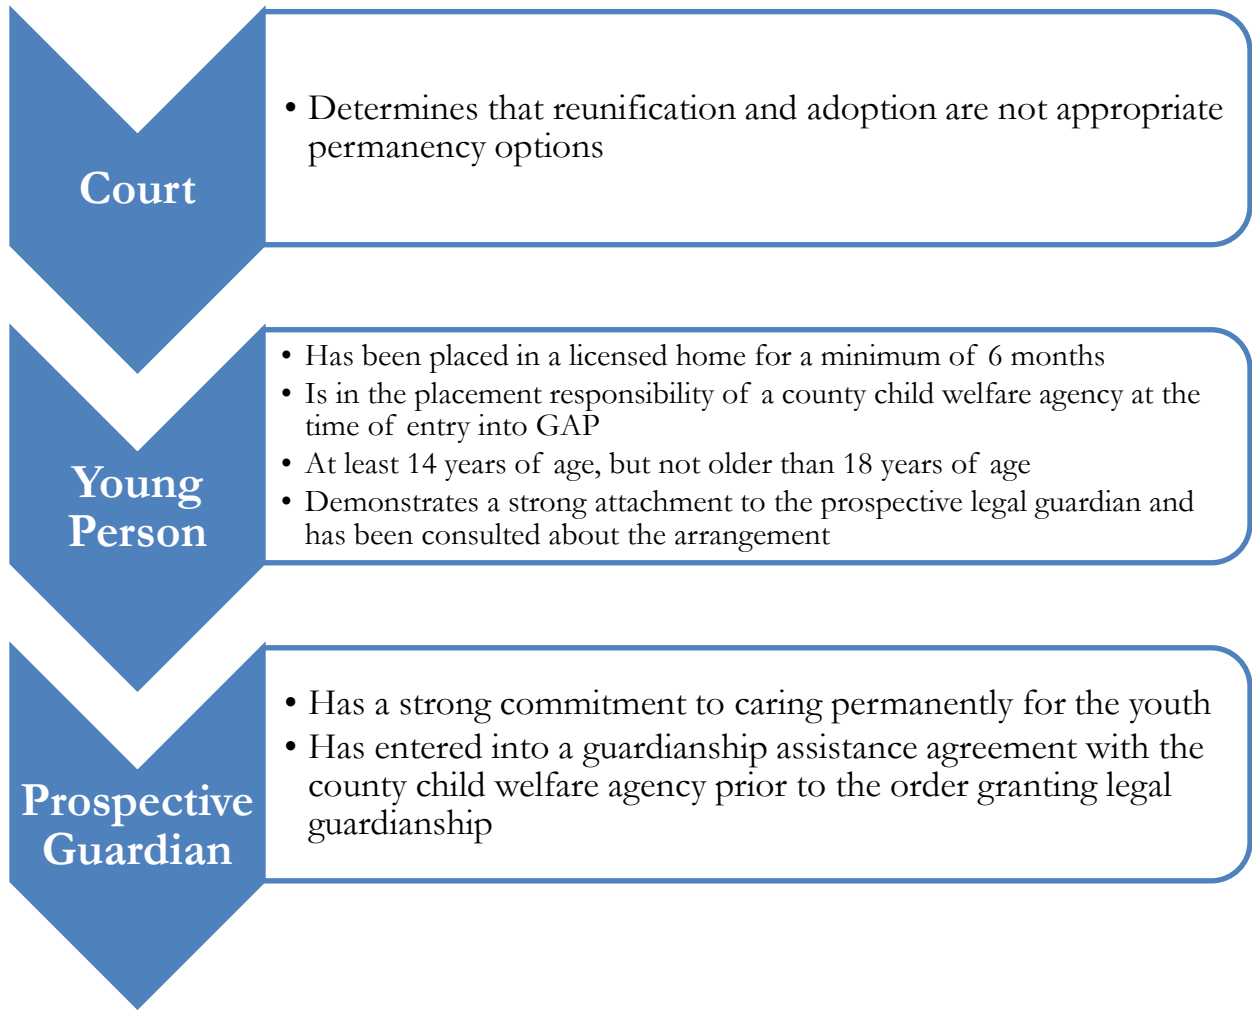 Court
• Determines that reunification and adoption are not appropriate
permanency options
Young
Person
• Has been placed in a licensed home for a minimum of 6 months
• Is in the placement responsibility of a county child welfare agency at the
time of entry into GAP
• At least 14 years of age, but not older than 18 years of age
• Demonstrates a strong attachment to the prospective legal guardian and
has been consulted about the arrangement
Prospective
Guardian
• Has a strong commitment to caring permanently for the youth
• Has entered into a guardianship assistance agreement with the
county child welfare agency prior to the order granting legal
guardianship